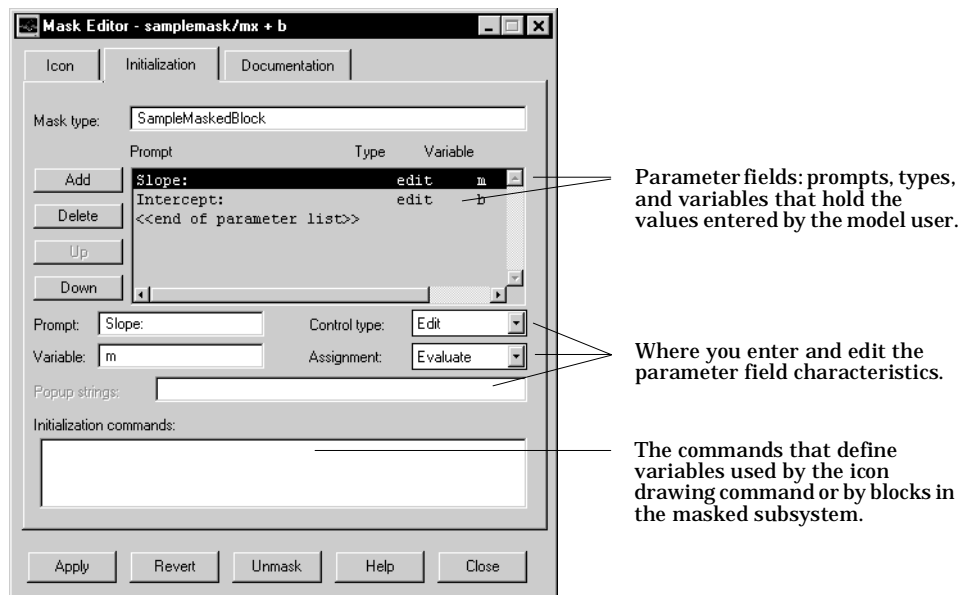 Mask Editor - samplemask/mx + b
Icon Initialization Documentation
Mask type: SampleMaskedBlock
Prompt Type Variable
Add
Delete
Up
Down
Slope: edit m
Intercept: edit b
<<end of parameter list>>
Parameter fields: prompts, types,
and variables that hold the
values entered by the model user.
Prompt: Slope: Control type: Edit
Variable: m Assignment: Evaluate
Popup strings:
Where you enter and edit the
parameter field characteristics.
Initialization commands:
The commands that define
variables used by the icon
drawing command or by blocks in
the masked subsystem.
Apply Revert Unmask Help Close